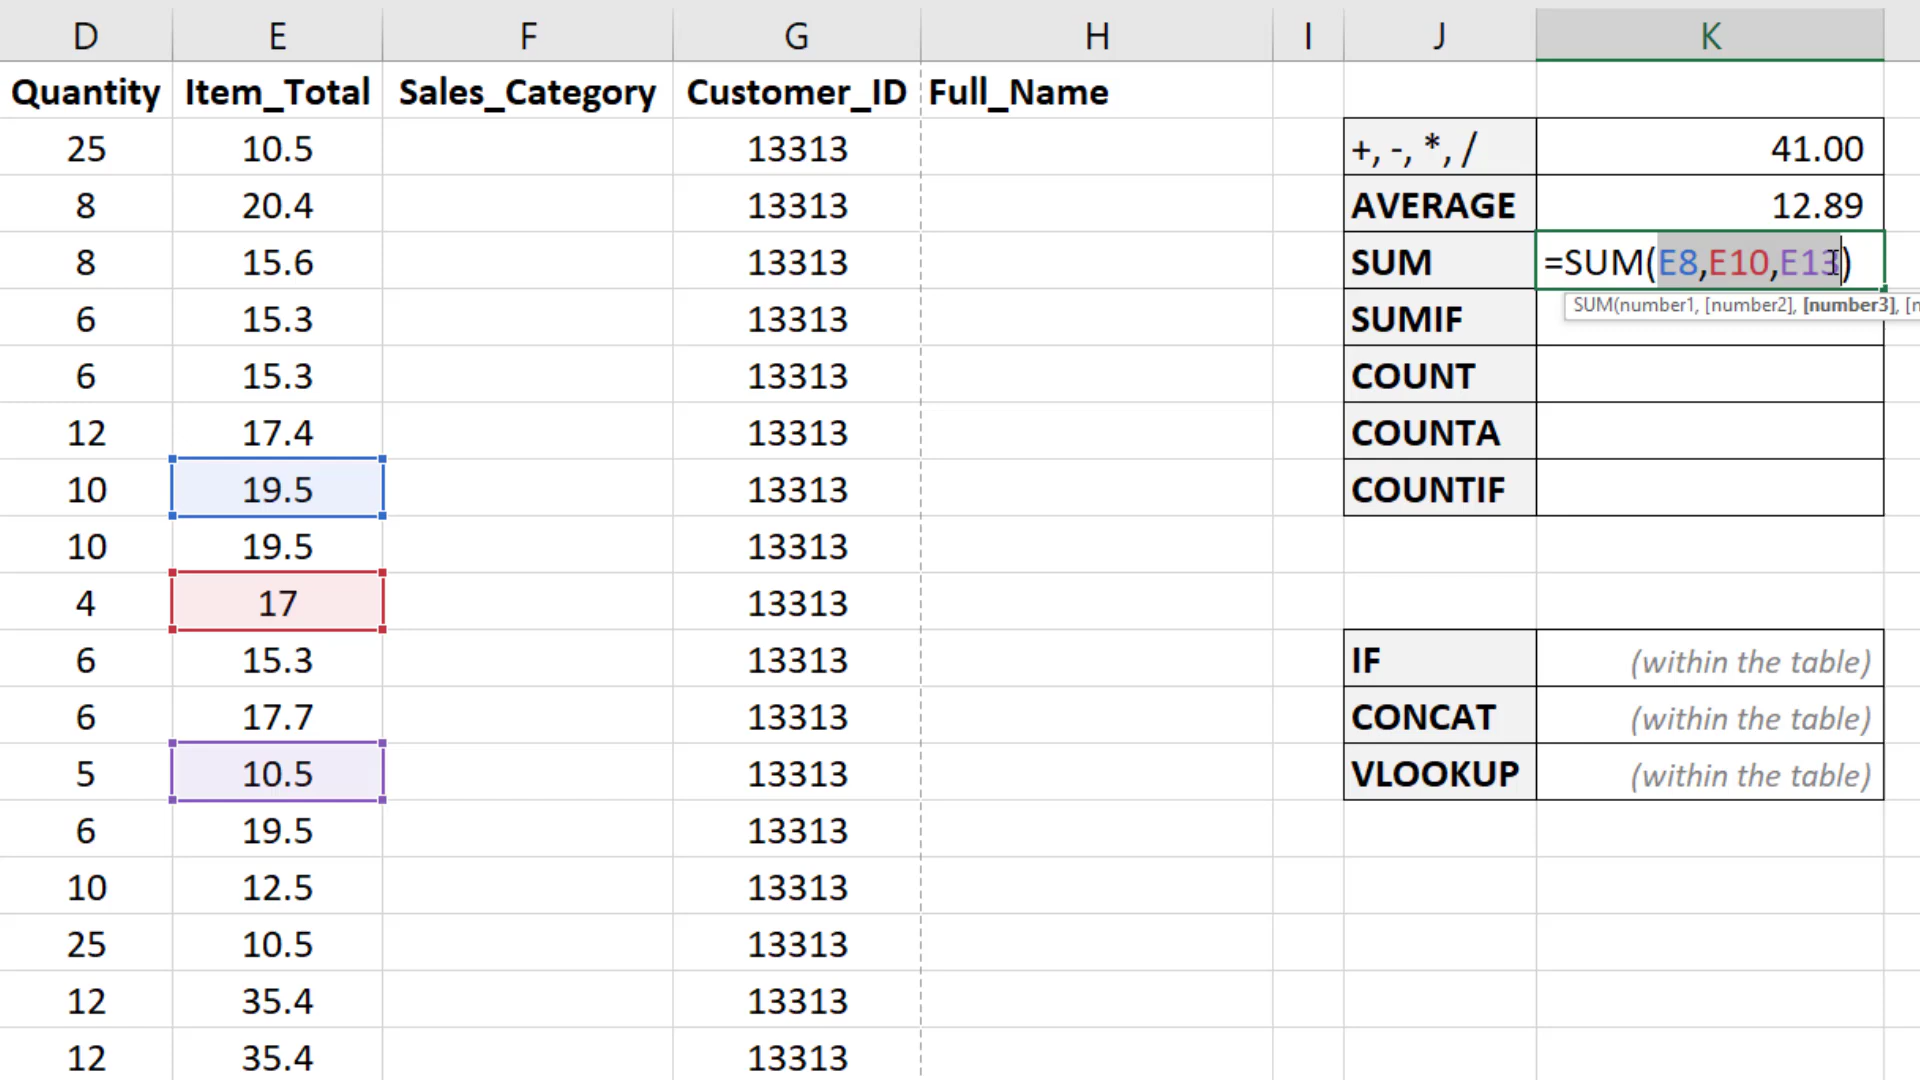 D E F G H I J K
Quantity Item_Total Sales_Category Customer_ID Full_Name
25 10.5 13313 +, -, *, / 41.00
8 20.4 13313 AVERAGE 12.89
8 15.6 13313 SUM =SUM(E8,E10,E13)
SUM(number1, [number2], [number3], [n
6 15.3 13313 SUMIF
6 15.3 13313 COUNT
12 17.4 13313 COUNTA
10 19.5 13313 COUNTIF
10 19.5 13313
4 17 13313
6 15.3 13313 IF (within the table)
6 17.7 13313 CONCAT (within the table)
5 10.5 13313 VLOOKUP (within the table)
6 19.5 13313
10 12.5 13313
25 10.5 13313
12 35.4 13313
12 35.4 13313